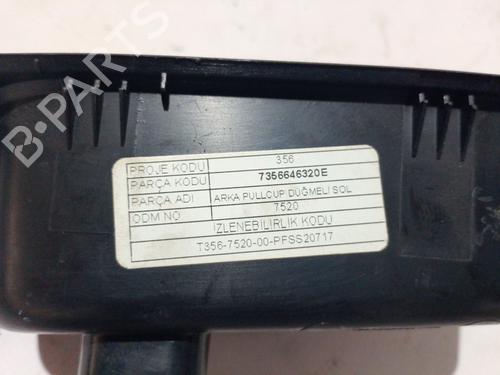 B-PARTS
PROJE KODU 356
PARÇA KODU 7356646320E
PARÇA ADI ARKA PULLCUP DÜĞMELİ SOL
ODM NO 7520
İZLENEBİLİRLİK KODU
T356-7520-00-PFSS20717